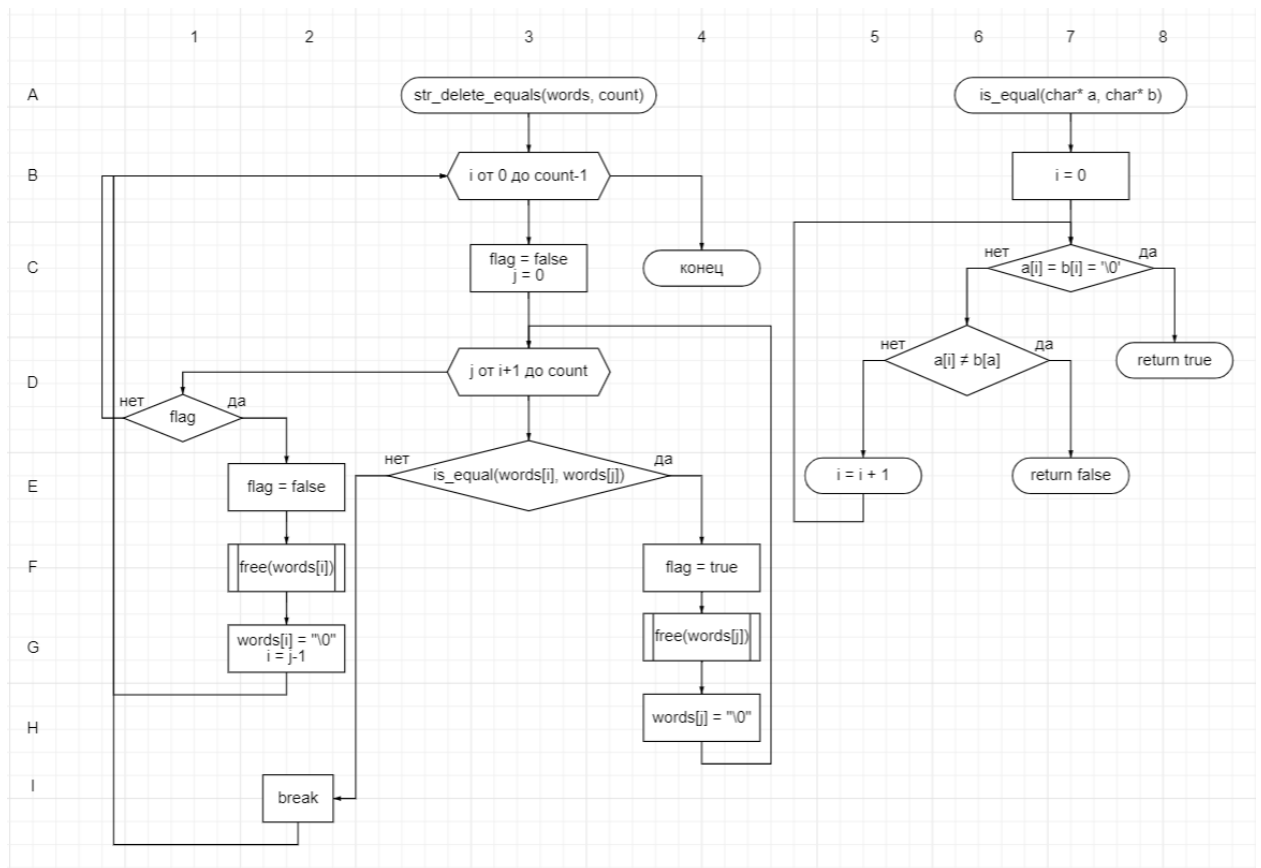 1 2 3 4 5 6 7 8
A
str_delete_equals(words, count)
is_equal(char* a, char* b)
B
i от 0 до count-1
i = 0
C
flag = false
j = 0
конец
нет
a[i] = b[i] = '\0'
да
D
j от i+1 до count
нет
a[i] ≠ b[a]
да
return true
нет
flag
да
E
flag = false
нет
is_equal(words[i], words[j])
да
i = i + 1
return false
F
free(words[i])
flag = true
G
words[i] = "\0"
i = j-1
free(words[j])
H
words[j] = "\0"
I
break